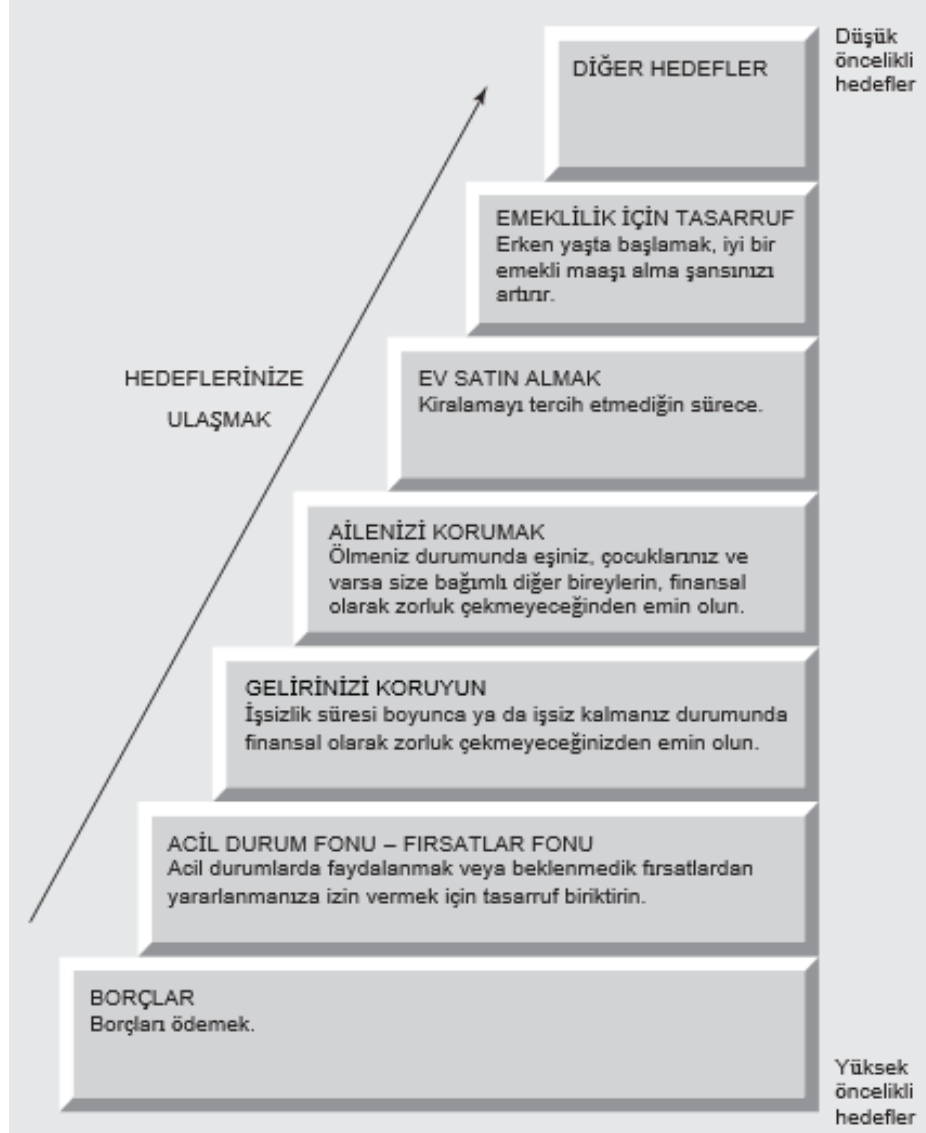 Düşük
öncelikli
hedefler
DİĞER HEDEFLER
EMEKLİLİK İÇİN TASARRUF
Erken yaşta başlamak, iyi bir
emekli maaşı alma şansınızı
artırır.
HEDEFLERİNİZE
ULAŞMAK
EV SATIN ALMAK
Kiralamayı tercih etmediğin sürece.
AİLENİZİ KORUMAK
Ölmeniz durumunda eşiniz, çocuklarınız ve
varsa size bağımlı diğer bireylerin, finansal
olarak zorluk çekmeyeceğinden emin olun.
GELİRİNİZİ KORUYUN
İşsizlik süresi boyunca ya da işsiz kalmanız durumunda
finansal olarak zorluk çekmeyeceğinizden emin olun.
ACİL DURUM FONU – FIRSATLAR FONU
Acil durumlarda faydalanmak veya beklenmedik fırsatlardan
yararlanmanıza izin vermek için tasarruf biriktirin.
BORÇLAR
Borçları ödemek.
Yüksek
öncelikli
hedefler